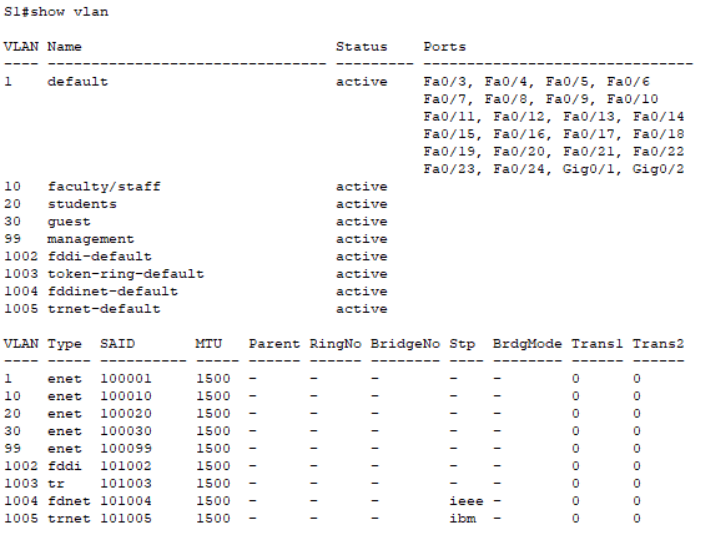 S1#show vlan
VLAN Name                             Status    Ports
---- -------------------------------- --------- -------------------------------
1    default                          active    Fa0/3, Fa0/4, Fa0/5, Fa0/6
                                                Fa0/7, Fa0/8, Fa0/9, Fa0/10
                                                Fa0/11, Fa0/12, Fa0/13, Fa0/14
                                                Fa0/15, Fa0/16, Fa0/17, Fa0/18
                                                Fa0/19, Fa0/20, Fa0/21, Fa0/22
                                                Fa0/23, Fa0/24, Gig0/1, Gig0/2
10   faculty/staff                    active
20   students                         active
30   guest                            active
99   management                       active
1002 fddi-default                     active
1003 token-ring-default               active
1004 fddinet-default                  active
1005 trnet-default                    active
VLAN Type  SAID       MTU   Parent RingNo BridgeNo Stp  BrdgMode Trans1 Trans2
---- ----- ---------- ----- ------ ------ -------- ---- -------- ------ ------
1    enet  100001     1500  -      -      -        -    -        0      0
10   enet  100010     1500  -      -      -        -    -        0      0
20   enet  100020     1500  -      -      -        -    -        0      0
30   enet  100030     1500  -      -      -        -    -        0      0
99   enet  100099     1500  -      -      -        -    -        0      0
1002 fddi  101002     1500  -      -      -        -    -        0      0
1003 tr    101003     1500  -      -      -        -    -        0      0
1004 fdnet 101004     1500  -      -      -        ieee -        0      0
1005 trnet 101005     1500  -      -      -        ibm  -        0      0